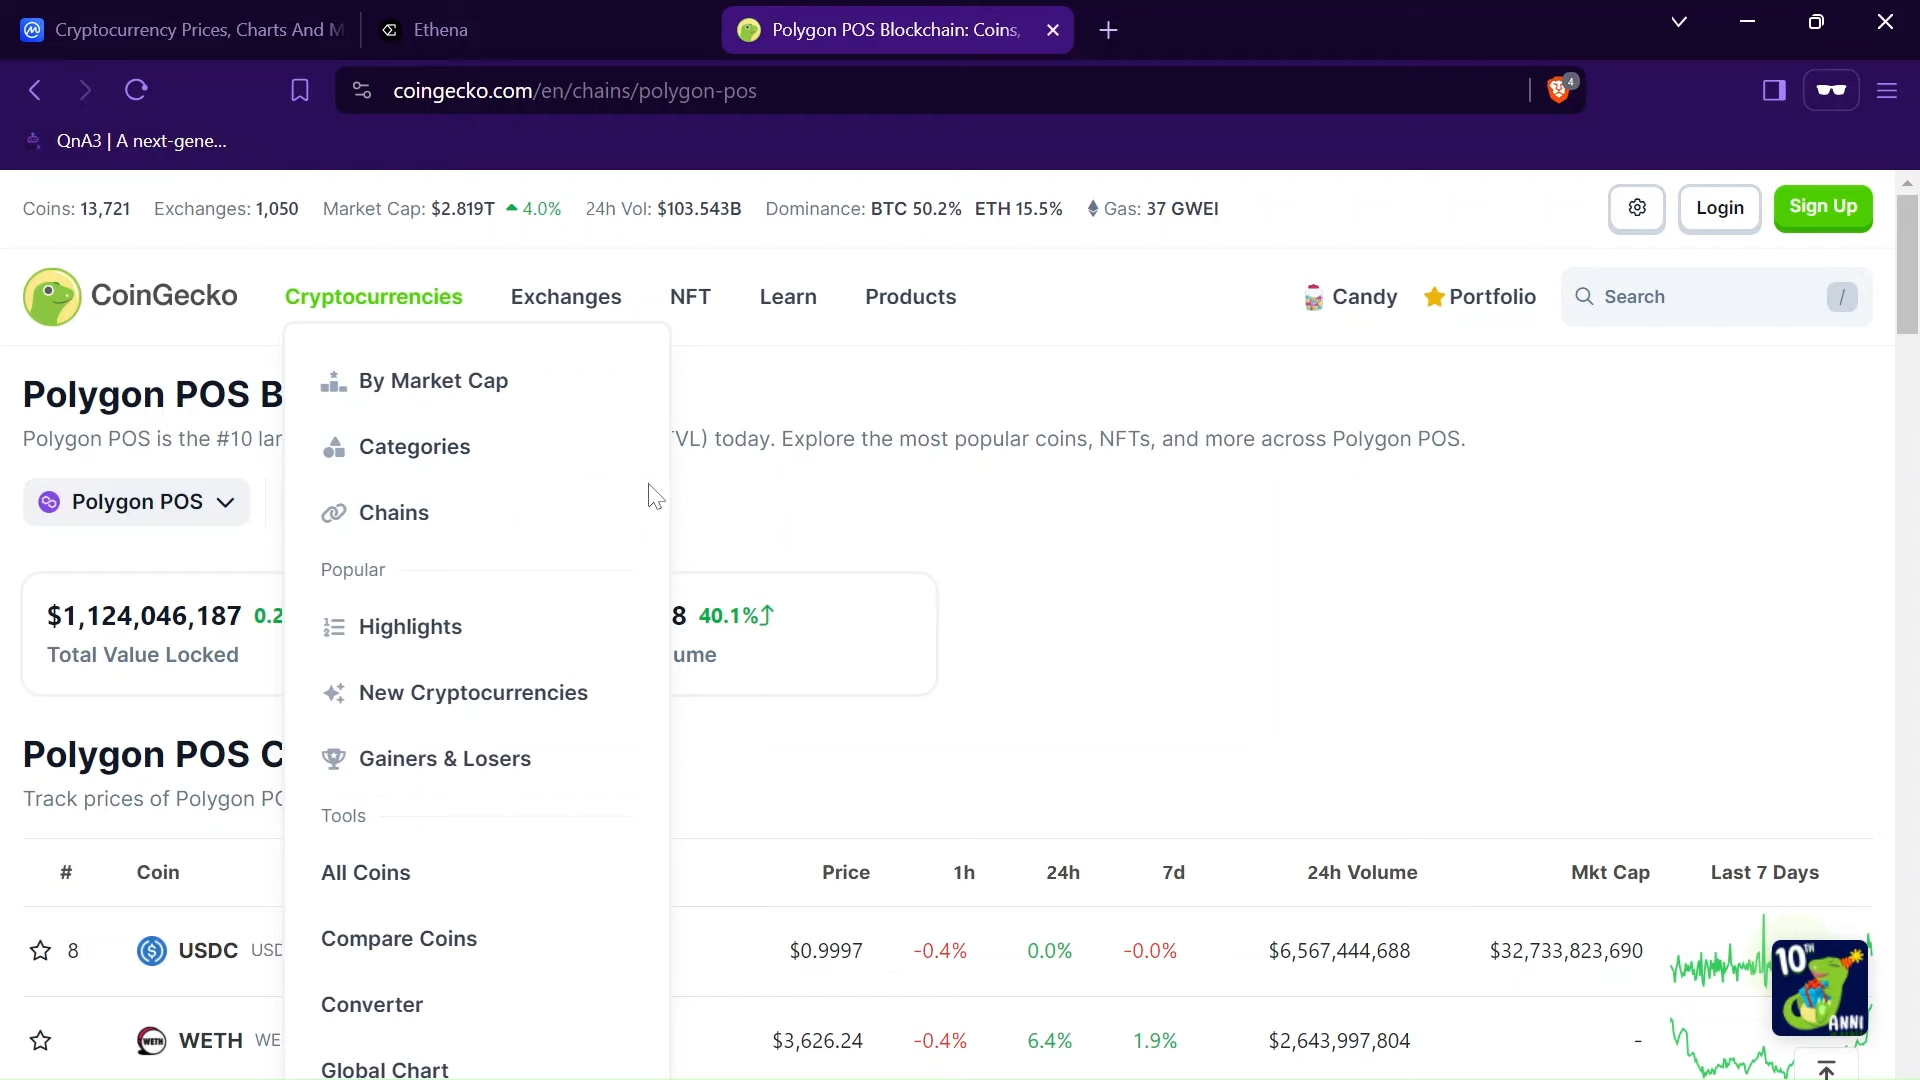 Cryptocurrency Prices, Charts And M
Ethena
Polygon POS Blockchain: Coins,
coingecko.com/en/chains/polygon-pos
4
QnA3 | A next-gene...
Coins: 13,721 Exchanges: 1,050 Market Cap: $2.819T 4.0% 24h Vol: $103.543B Dominance: BTC 50.2% ETH 15.5% Gas: 37 GWEI
Login
Sign Up
CoinGecko
Cryptocurrencies Exchanges NFT Learn Products
Candy Portfolio Search /
By Market Cap
Categories
Chains
Popular
Highlights
New Cryptocurrencies
Gainers & Losers
Tools
All Coins
Compare Coins
Converter
Global Chart
Polygon POS B
Polygon POS is the #10 lar
TVL) today. Explore the most popular coins, NFTs, and more across Polygon POS.
Polygon POS
$1,124,046,187 0.2
Total Value Locked
8 40.1%
ume
Polygon POS C
Track prices of Polygon PO
# Coin Price 1h 24h 7d 24h Volume Mkt Cap Last 7 Days
8 USDC USD $0.9997 -0.4% 0.0% -0.0% $6,567,444,688 $32,733,823,690
WETH WE $3,626.24 -0.4% 6.4% 1.9% $2,643,997,804 -
10TH
ANNI